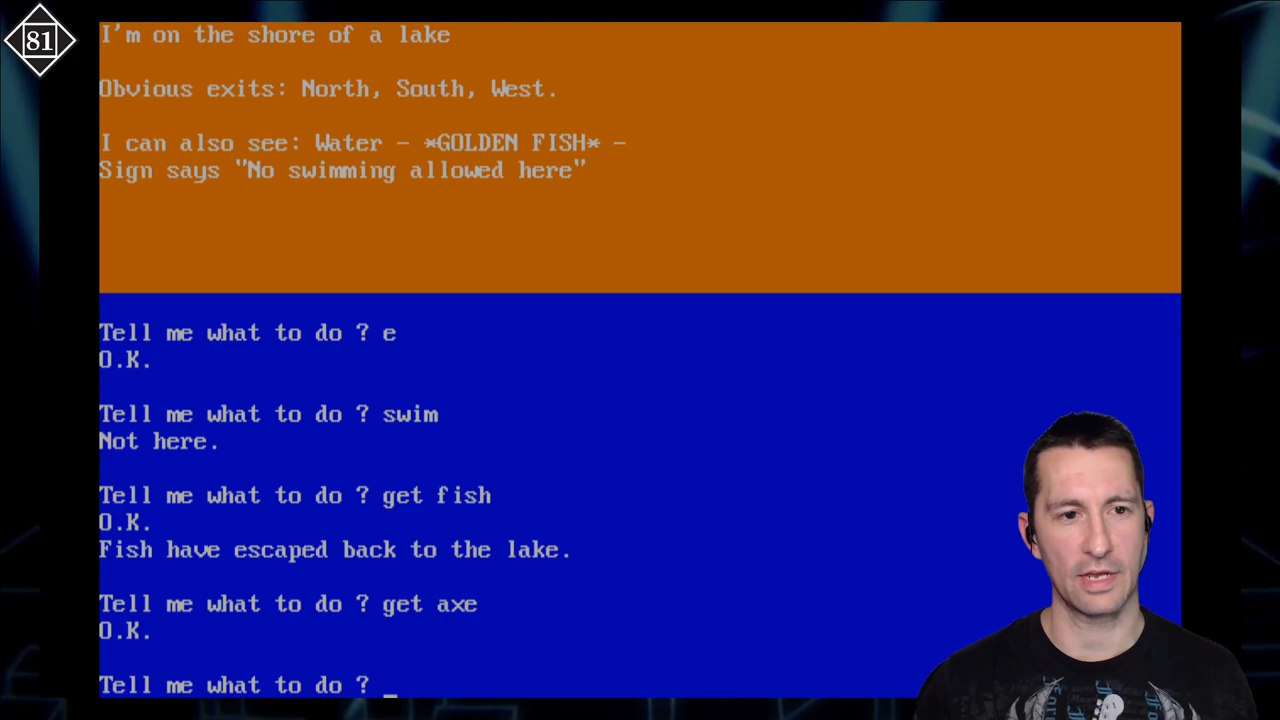 81
I'm on the shore of a lake
Obvious exits: North, South, West.
I can also see: Water - *GOLDEN FISH* -
Sign says "No swimming allowed here"
Tell me what to do ? e
O.K.
Tell me what to do ? swim
Not here.
Tell me what to do ? get fish
O.K.
Fish have escaped back to the lake.
Tell me what to do ? get axe
O.K.
Tell me what to do ? _